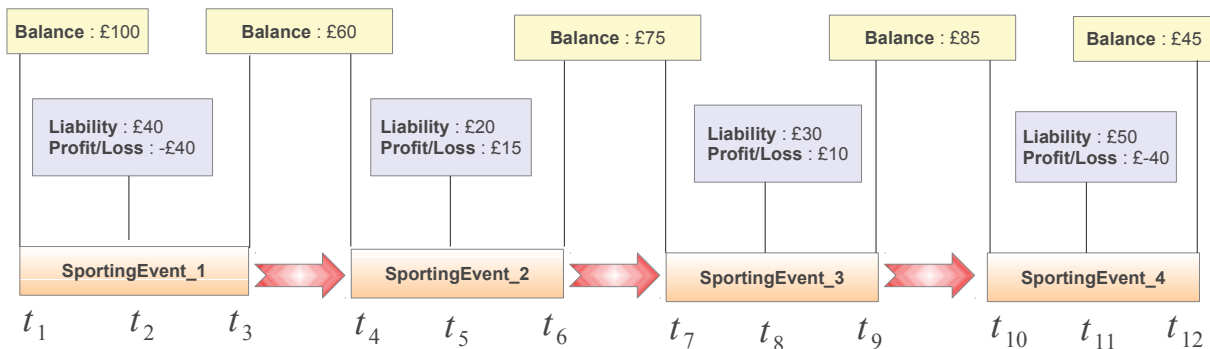 Balance : £100
Balance : £60
Balance : £75
Balance : £85
Balance : £45
Liability : £40
Profit/Loss : -£40
Liability : £20
Profit/Loss : £15
Liability : £30
Profit/Loss : £10
Liability : £50
Profit/Loss : £-40
SportingEvent_1
SportingEvent_2
SportingEvent_3
SportingEvent_4
t1 t2 t3 t4 t5 t6 t7 t8 t9 t10 t11 t12